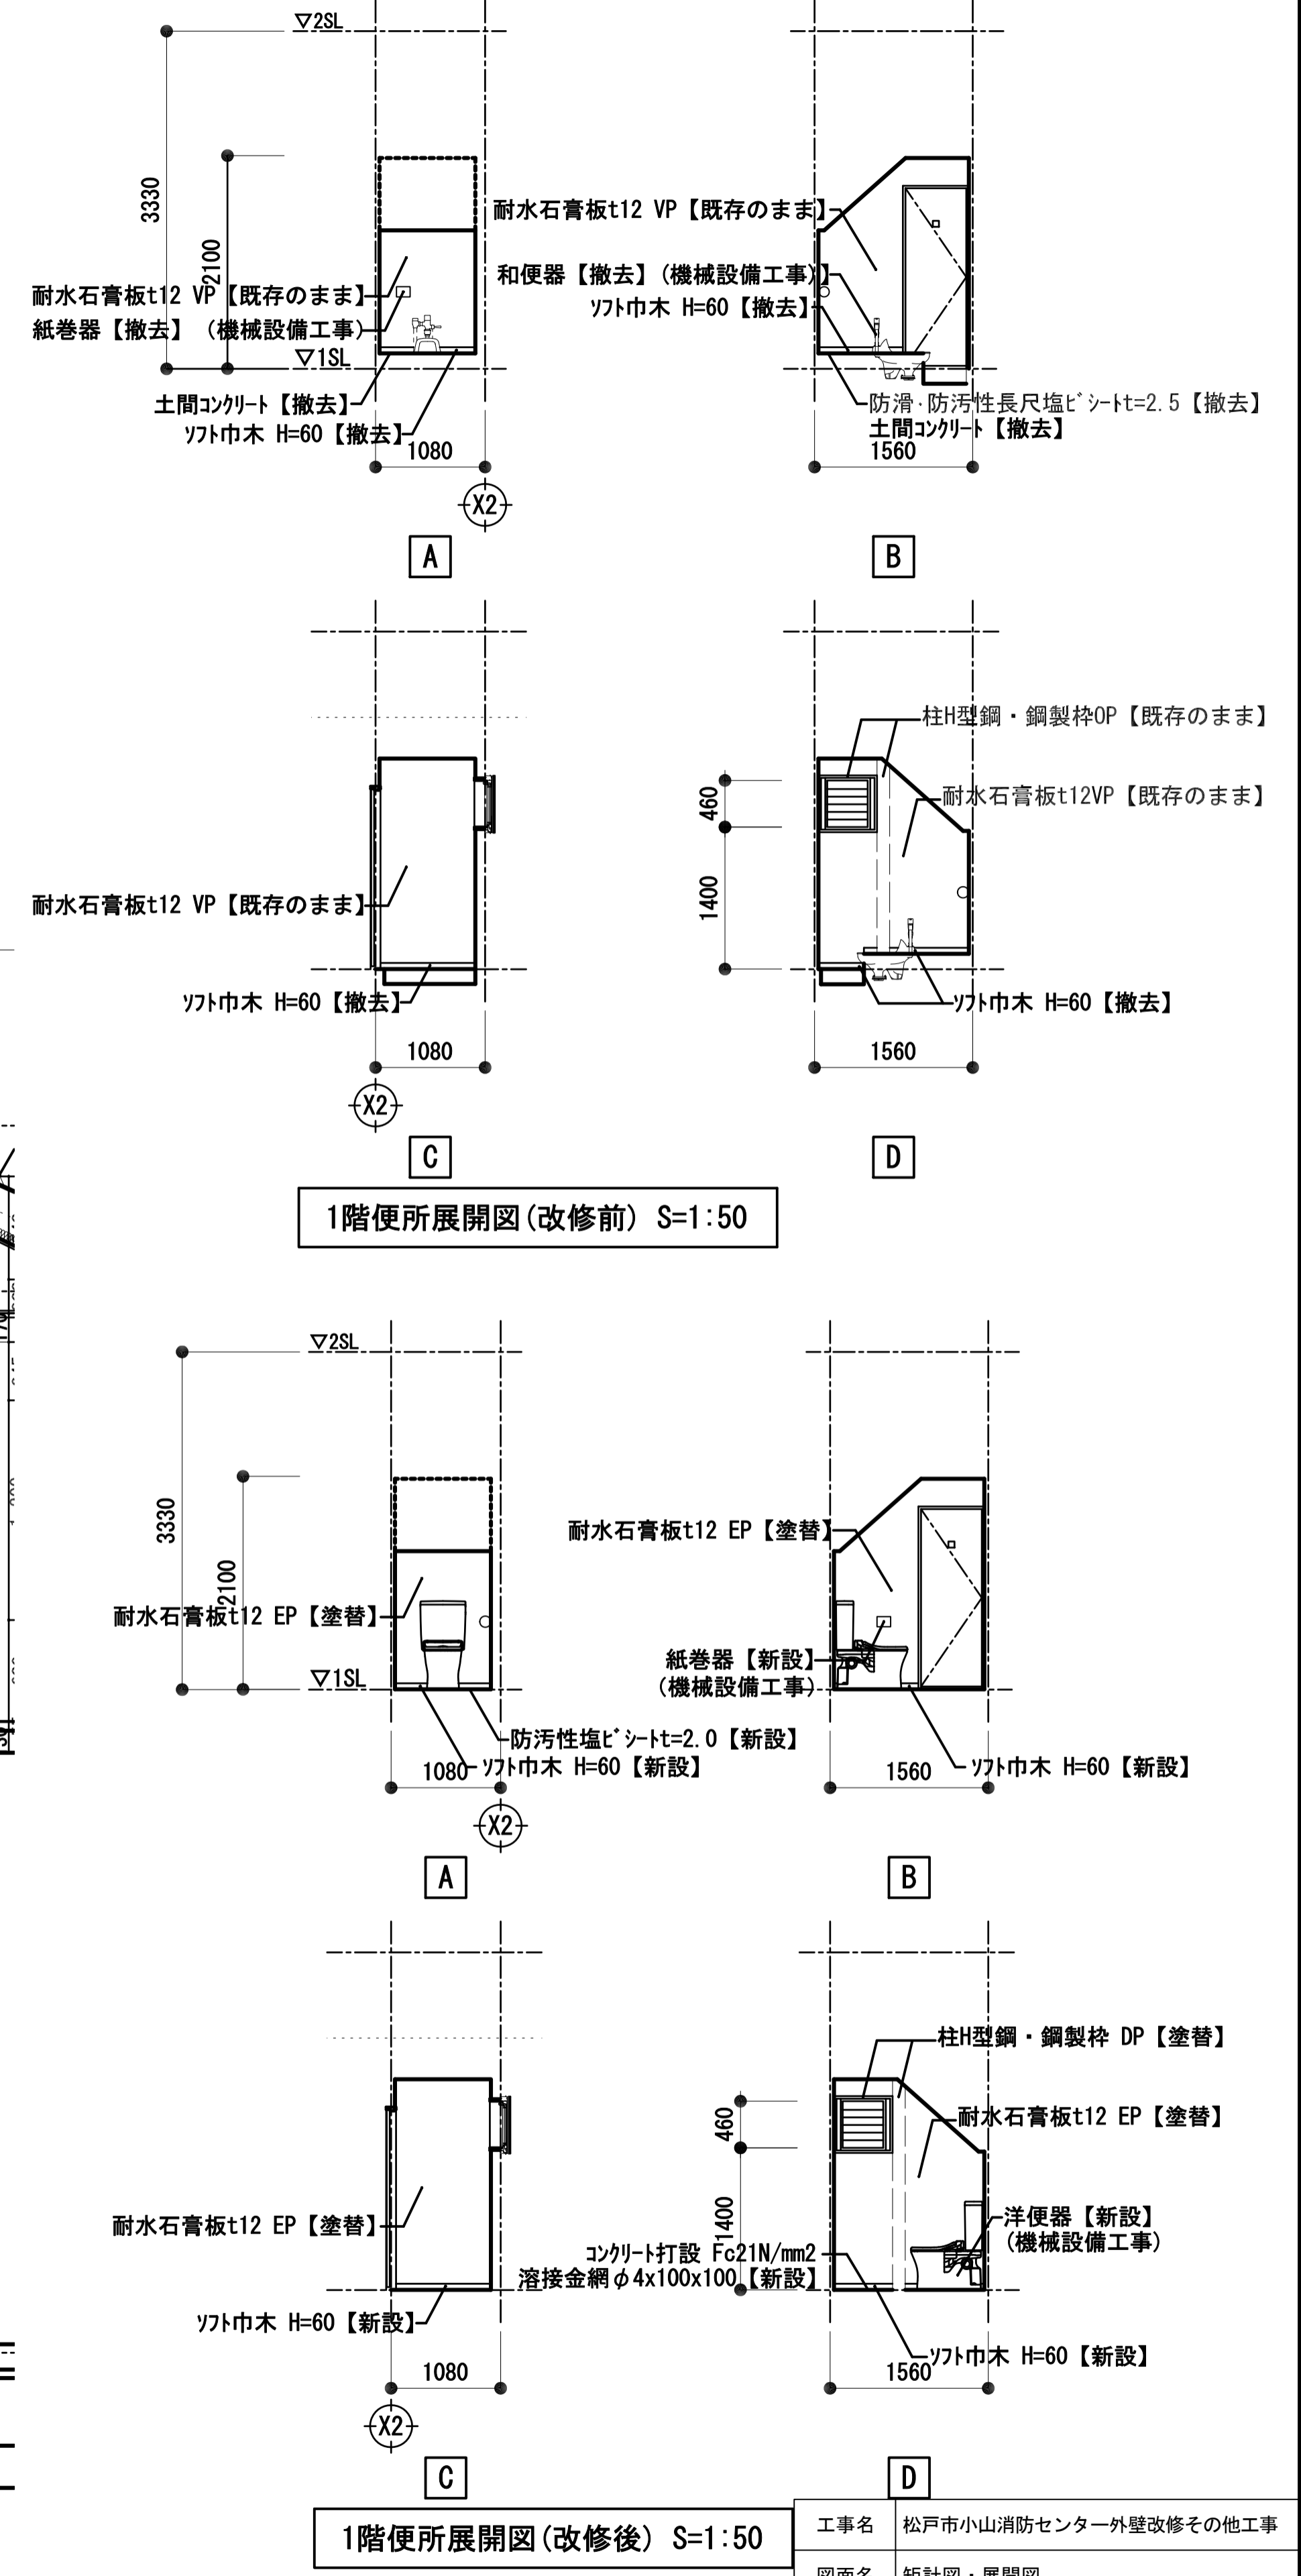 ▽2SL
3330
2100
耐水石膏板t12 VP【既存のまま】
紙巻器【撤去】 (機械設備工事)
▽1SL
土間コンクリート【撤去】
ソフト巾木 H=60【撤去】
1080
X2
A
耐水石膏板t12 VP【既存のまま】
和便器【撤去】(機械設備工事)】
ソフト巾木 H=60【撤去】
防滑・防汚性長尺塩ビシートt=2.5【撤去】
土間コンクリート【撤去】
1560
B
耐水石膏板t12 VP【既存のまま】
ソフト巾木 H=60【撤去】
1080
X2
C
柱H型鋼・鋼製枠OP【既存のまま】
耐水石膏板t12VP【既存のまま】
460
1400
ソフト巾木 H=60【撤去】
1560
D
1階便所展開図(改修前) S=1:50
▽2SL
3330
2100
耐水石膏板t12 EP【塗替】
▽1SL
防汚性塩ビシートt=2.0【新設】
ソフト巾木 H=60【新設】
1080
X2
A
耐水石膏板t12 EP【塗替】
紙巻器【新設】
(機械設備工事)
ソフト巾木 H=60【新設】
1560
B
耐水石膏板t12 EP【塗替】
ソフト巾木 H=60【新設】
1080
X2
C
柱H型鋼・鋼製枠 DP【塗替】
耐水石膏板t12 EP【塗替】
460
1400
洋便器【新設】
(機械設備工事)
コンクリート打設 Fc21N/mm2
溶接金網φ4x100x100【新設】
ソフト巾木 H=60【新設】
1560
D
1階便所展開図(改修後) S=1:50
工事名 松戸市小山消防センター外壁改修その他工事
図面名 矩計図・展開図